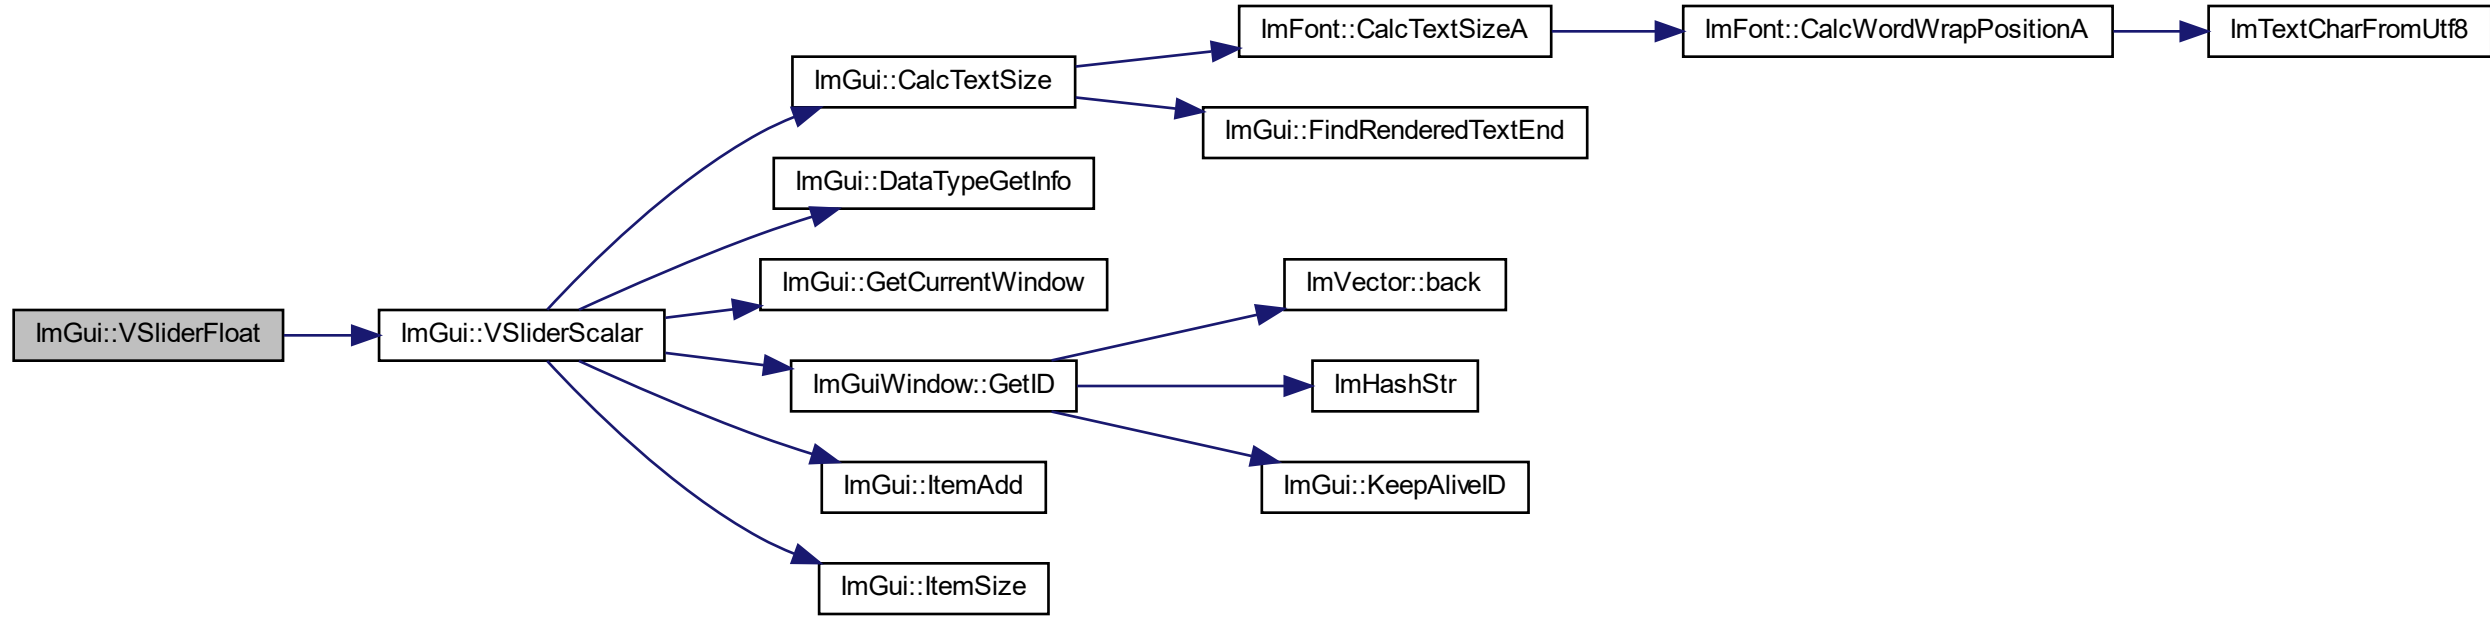 ImFont::CalcTextSizeA
ImFont::CalcWordWrapPositionA
ImTextCharFromUtf8
ImGui::CalcTextSize
ImGui::FindRenderedTextEnd
ImGui::DataTypeGetInfo
ImGui::GetCurrentWindow
ImVector::back
ImGui::VSliderFloat
ImGui::VSliderScalar
ImGuiWindow::GetID
ImHashStr
ImGui::ItemAdd
ImGui::KeepAliveID
ImGui::ItemSize